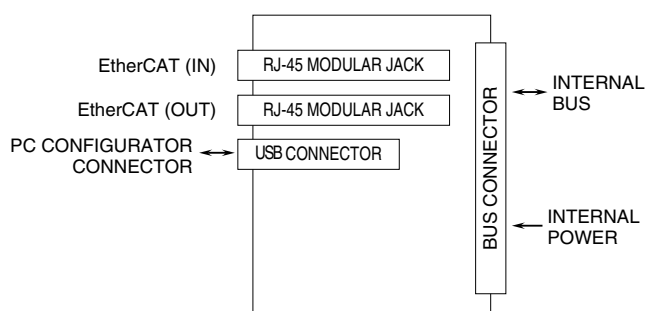 EtherCAT (IN)
RJ-45 MODULAR JACK
EtherCAT (OUT)
RJ-45 MODULAR JACK
PC CONFIGURATOR
CONNECTOR
USB CONNECTOR
BUS CONNECTOR
INTERNAL
BUS
INTERNAL
POWER